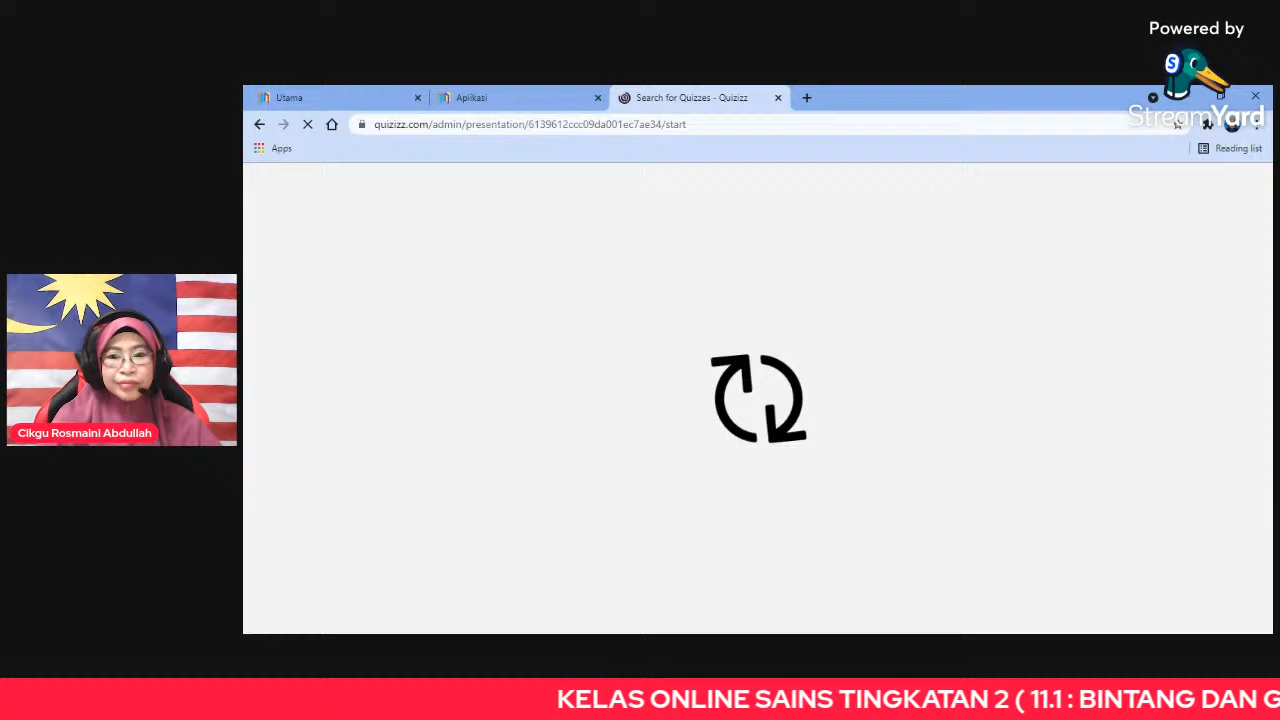 Powered by
StreamYard
Utama
Aplikasi
Search for Quizzes - Quizizz
quizizz.com/admin/presentation/6139612ccc09da001ec7ae34/start
Apps
Reading list
Cikgu Rosmaini Abdullah
KELAS ONLINE SAINS TINGKATAN 2 ( 11.1 : BINTANG DAN G